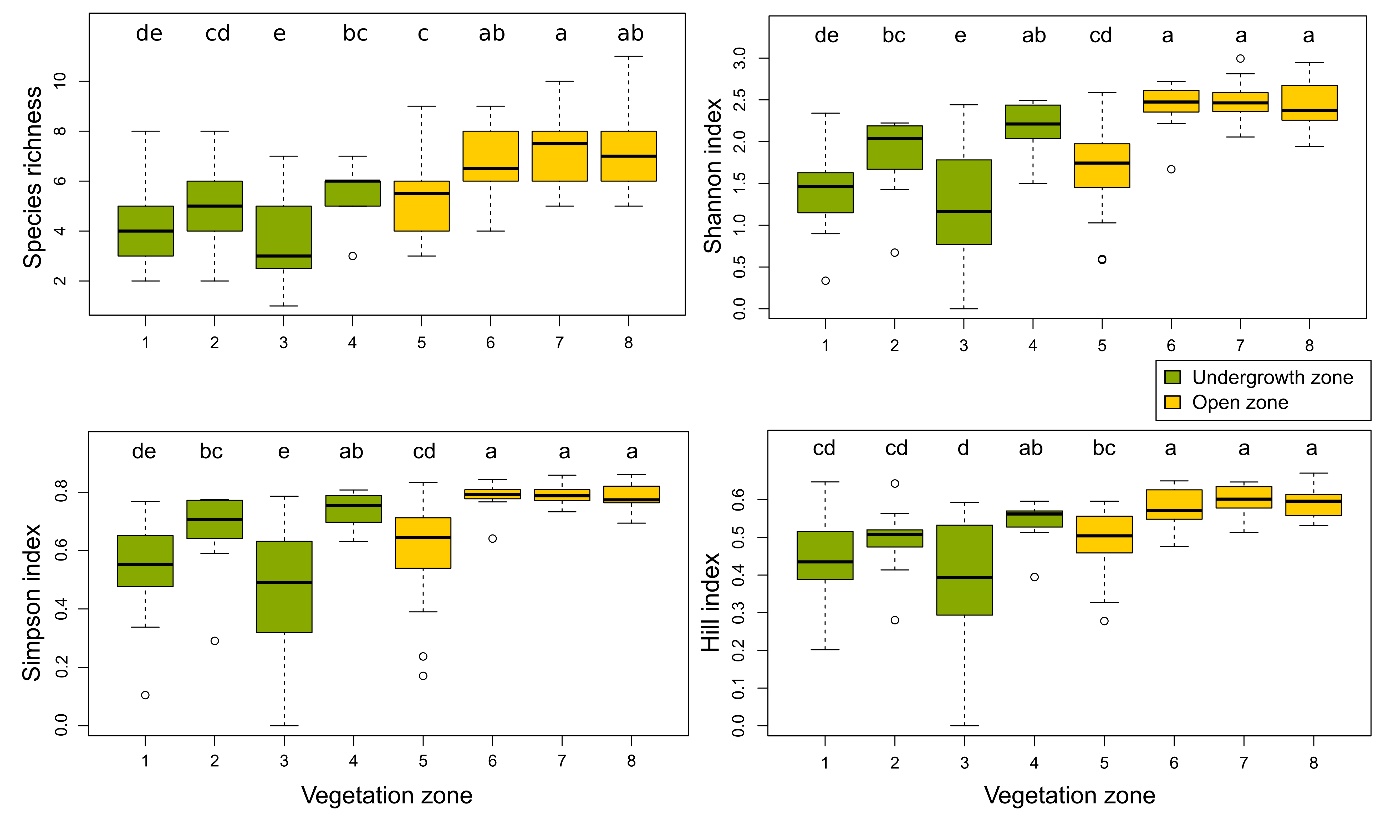 de cd e bc c ab a ab
Species richness
10
8
6
4
2
1 2 3 4 5 6 7 8
de bc e ab cd a a a
Shannon index
3.0
2.5
2.0
1.5
1.0
0.5
0.0
1 2 3 4 5 6 7 8
Undergrowth zone
Open zone
de bc e ab cd a a a
Simpson index
0.8
0.6
0.4
0.2
0.0
1 2 3 4 5 6 7 8
Vegetation zone
cd cd d ab bc a a a
Hill index
0.6
0.5
0.4
0.3
0.2
0.1
0.0
1 2 3 4 5 6 7 8
Vegetation zone